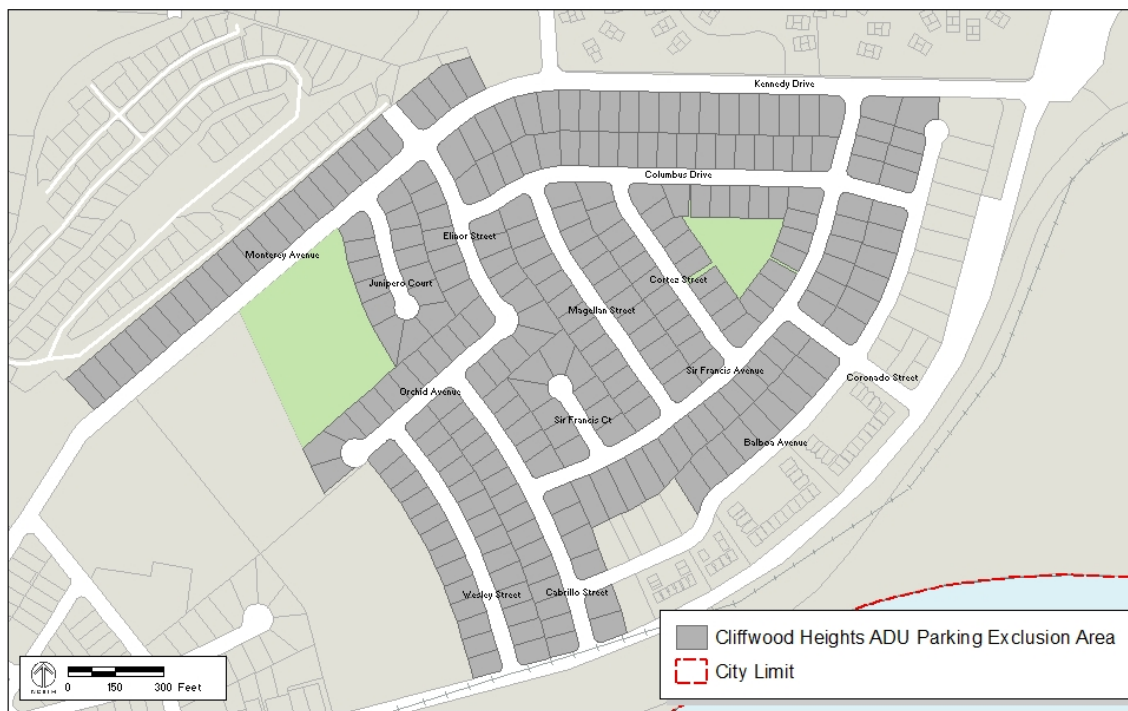 Kennedy Drive
Columbus Drive
Elinor Street
Monterey Avenue
Cortez Street
Junipero Court
Magellan Street
Sir Francis Avenue
Coronado Street
Orchid Avenue
Sir Francis Ct
Balboa Avenue
Wesley Street
Cabrillo Street
Cliffwood Heights ADU Parking Exclusion Area
City Limit
NORTH
0 150 300 Feet